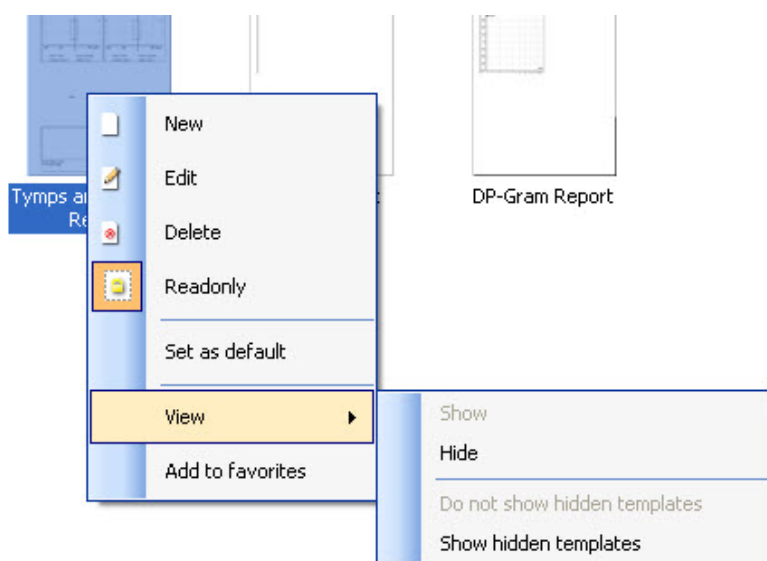 Tymps a
Re
DP-Gram Report
New
Edit
Delete
Readonly
Set as default
View
Add to favorites
Show
Hide
Do not show hidden templates
Show hidden templates